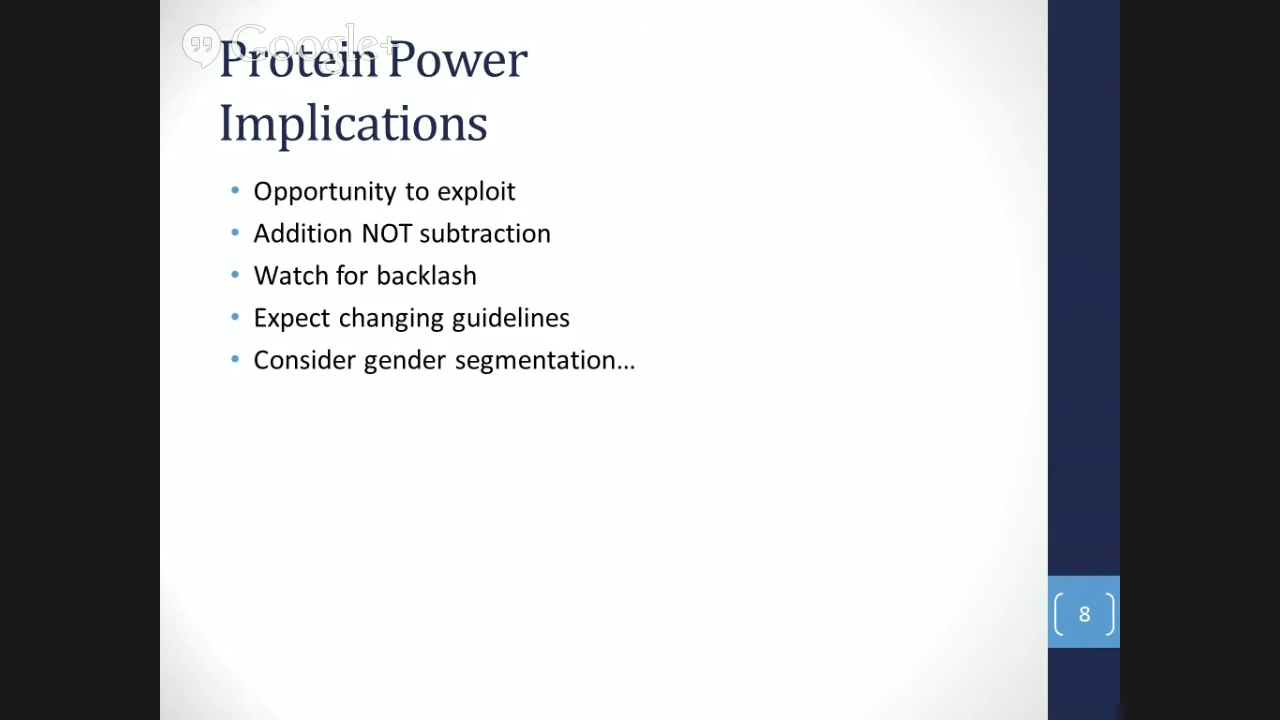 Google+
Protein Power
Implications
• Opportunity to exploit
• Addition NOT subtraction
• Watch for backlash
• Expect changing guidelines
• Consider gender segmentation...
8